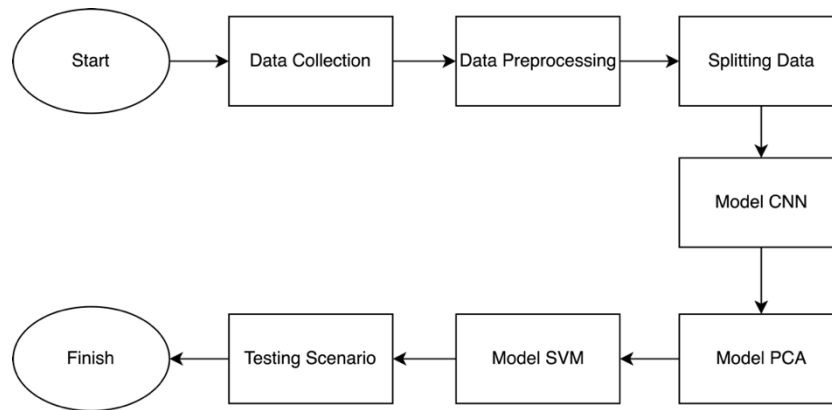 Start
Data Collection
Data Preprocessing
Splitting Data
Model CNN
Model PCA
Model SVM
Testing Scenario
Finish